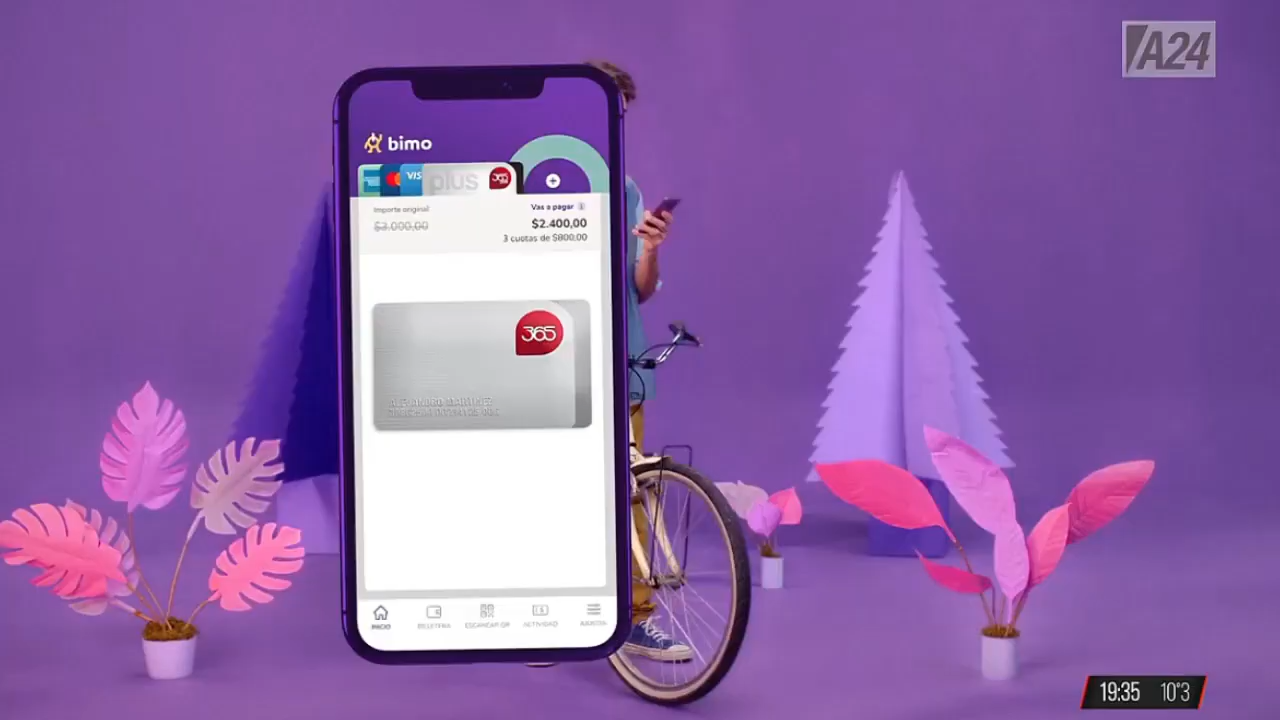 A24
bimo
VISA
plus
365
Importe original:
$3.000,00
Vas a pagar
$2.400,00
3 cuotas de $800,00
365
INICIO
BILLETERA
ESCANEAR QR
ACTIVIDAD
19:35 10°3